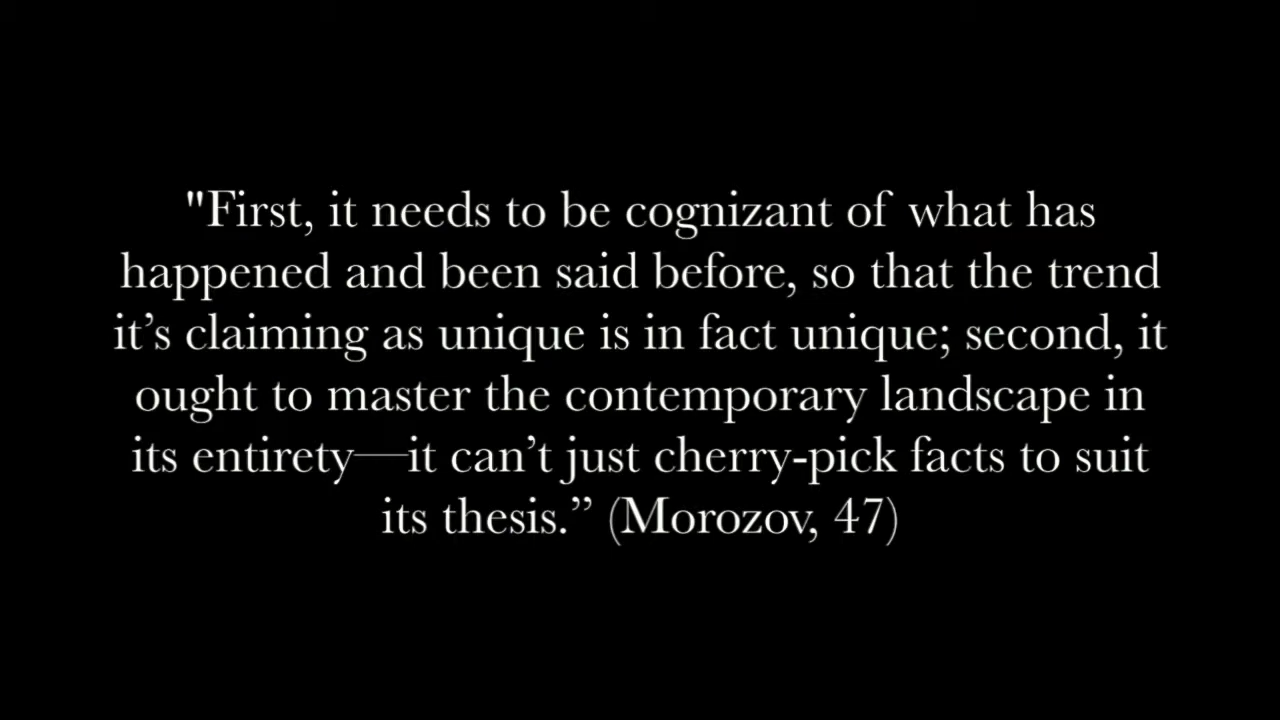 "First, it needs to be cognizant of what has
happened and been said before, so that the trend
it’s claiming as unique is in fact unique; second, it
ought to master the contemporary landscape in
its entirety—it can’t just cherry-pick facts to suit
its thesis.” (Morozov, 47)